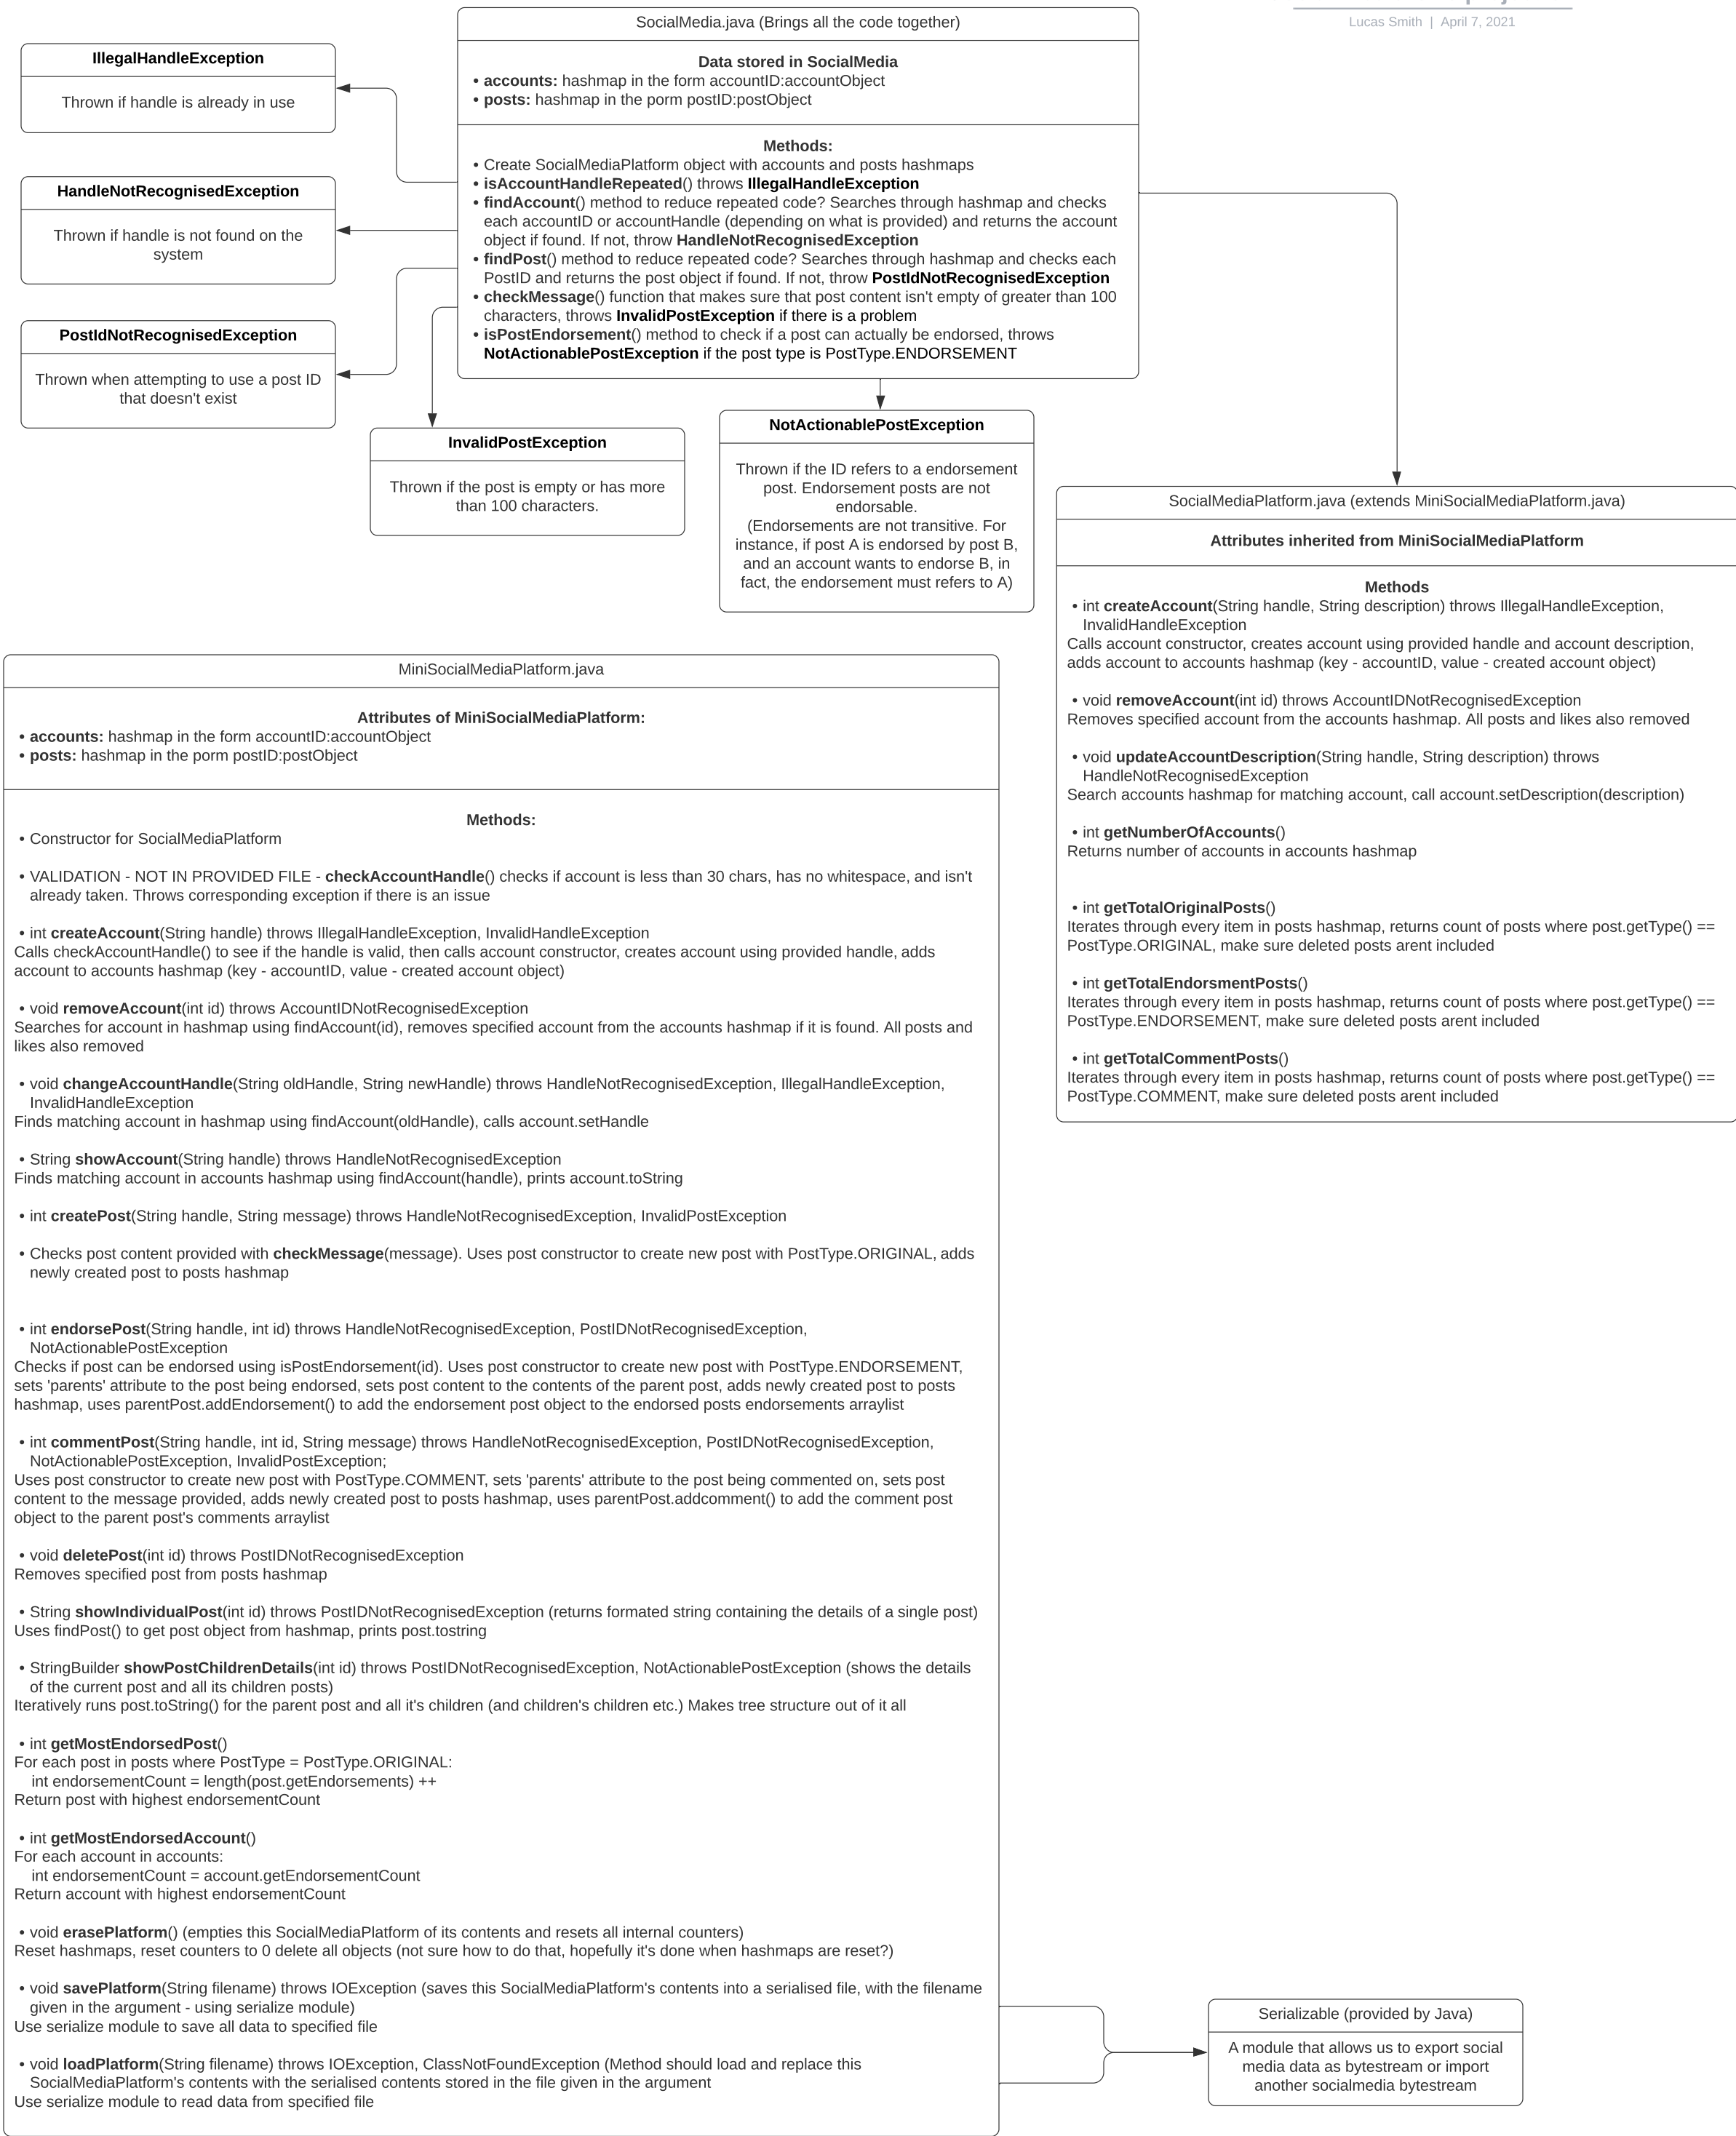 Lucas Smith | April 7, 2021
SocialMedia.java (Brings all the code together)
Data stored in SocialMedia
• accounts: hashmap in the form accountID:accountObject
• posts: hashmap in the porm postID:postObject
Methods:
• Create SocialMediaPlatform object with accounts and posts hashmaps
• isAccountHandleRepeated() throws IllegalHandleException
• findAccount() method to reduce repeated code? Searches through hashmap and checks
each accountID or accountHandle (depending on what is provided) and returns the account
object if found. If not, throw HandleNotRecognisedException
• findPost() method to reduce repeated code? Searches through hashmap and checks each
PostID and returns the post object if found. If not, throw PostIdNotRecognisedException
• checkMessage() function that makes sure that post content isn't empty of greater than 100
characters, throws InvalidPostException if there is a problem
• isPostEndorsement() method to check if a post can actually be endorsed, throws
NotActionablePostException if the post type is PostType.ENDORSEMENT
IllegalHandleException
Thrown if handle is already in use
HandleNotRecognisedException
Thrown if handle is not found on the
system
PostIdNotRecognisedException
Thrown when attempting to use a post ID
that doesn't exist
InvalidPostException
Thrown if the post is empty or has more
than 100 characters.
NotActionablePostException
Thrown if the ID refers to a endorsement
post. Endorsement posts are not
endorsable.
(Endorsements are not transitive. For
instance, if post A is endorsed by post B,
and an account wants to endorse B, in
fact, the endorsement must refers to A)
SocialMediaPlatform.java (extends MiniSocialMediaPlatform.java)
Attributes inherited from MiniSocialMediaPlatform
Methods
• int createAccount(String handle, String description) throws IllegalHandleException,
InvalidHandleException
Calls account constructor, creates account using provided handle and account description,
adds account to accounts hashmap (key - accountID, value - created account object)
• void removeAccount(int id) throws AccountIDNotRecognisedException
Removes specified account from the accounts hashmap. All posts and likes also removed
• void updateAccountDescription(String handle, String description) throws
HandleNotRecognisedException
Search accounts hashmap for matching account, call account.setDescription(description)
• int getNumberOfAccounts()
Returns number of accounts in accounts hashmap
• int getTotalOriginalPosts()
Iterates through every item in posts hashmap, returns count of posts where post.getType() ==
PostType.ORIGINAL, make sure deleted posts arent included
• int getTotalEndorsmentPosts()
Iterates through every item in posts hashmap, returns count of posts where post.getType() ==
PostType.ENDORSEMENT, make sure deleted posts arent included
• int getTotalCommentPosts()
Iterates through every item in posts hashmap, returns count of posts where post.getType() ==
PostType.COMMENT, make sure deleted posts arent included
MiniSocialMediaPlatform.java
Attributes of MiniSocialMediaPlatform:
• accounts: hashmap in the form accountID:accountObject
• posts: hashmap in the porm postID:postObject
Methods:
• Constructor for SocialMediaPlatform
• VALIDATION - NOT IN PROVIDED FILE - checkAccountHandle() checks if account is less than 30 chars, has no whitespace, and isn't
already taken. Throws corresponding exception if there is an issue
• int createAccount(String handle) throws IllegalHandleException, InvalidHandleException
Calls checkAccountHandle() to see if the handle is valid, then calls account constructor, creates account using provided handle, adds
account to accounts hashmap (key - accountID, value - created account object)
• void removeAccount(int id) throws AccountIDNotRecognisedException
Searches for account in hashmap using findAccount(id), removes specified account from the accounts hashmap if it is found. All posts and
likes also removed
• void changeAccountHandle(String oldHandle, String newHandle) throws HandleNotRecognisedException, IllegalHandleException,
InvalidHandleException
Finds matching account in hashmap using findAccount(oldHandle), calls account.setHandle
• String showAccount(String handle) throws HandleNotRecognisedException
Finds matching account in accounts hashmap using findAccount(handle), prints account.toString
• int createPost(String handle, String message) throws HandleNotRecognisedException, InvalidPostException
• Checks post content provided with checkMessage(message). Uses post constructor to create new post with PostType.ORIGINAL, adds
newly created post to posts hashmap
• int endorsePost(String handle, int id) throws HandleNotRecognisedException, PostIDNotRecognisedException,
NotActionablePostException
Checks if post can be endorsed using isPostEndorsement(id). Uses post constructor to create new post with PostType.ENDORSEMENT,
sets 'parents' attribute to the post being endorsed, sets post content to the contents of the parent post, adds newly created post to posts
hashmap, uses parentPost.addEndorsement() to add the endorsement post object to the endorsed posts endorsements arraylist
• int commentPost(String handle, int id, String message) throws HandleNotRecognisedException, PostIDNotRecognisedException,
NotActionablePostException, InvalidPostException;
Uses post constructor to create new post with PostType.COMMENT, sets 'parents' attribute to the post being commented on, sets post
content to the message provided, adds newly created post to posts hashmap, uses parentPost.addcomment() to add the comment post
object to the parent post's comments arraylist
• void deletePost(int id) throws PostIDNotRecognisedException
Removes specified post from posts hashmap
• String showIndividualPost(int id) throws PostIDNotRecognisedException (returns formated string containing the details of a single post)
Uses findPost() to get post object from hashmap, prints post.tostring
• StringBuilder showPostChildrenDetails(int id) throws PostIDNotRecognisedException, NotActionablePostException (shows the details
of the current post and all its children posts)
Iteratively runs post.toString() for the parent post and all it's children (and children's children etc.) Makes tree structure out of it all
• int getMostEndorsedPost()
For each post in posts where PostType = PostType.ORIGINAL:
int endorsementCount = length(post.getEndorsements) ++
Return post with highest endorsementCount
• int getMostEndorsedAccount()
For each account in accounts:
int endorsementCount = account.getEndorsementCount
Return account with highest endorsementCount
• void erasePlatform() (empties this SocialMediaPlatform of its contents and resets all internal counters)
Reset hashmaps, reset counters to 0 delete all objects (not sure how to do that, hopefully it's done when hashmaps are reset?)
• void savePlatform(String filename) throws IOException (saves this SocialMediaPlatform's contents into a serialised file, with the filename
given in the argument - using serialize module)
Use serialize module to save all data to specified file
• void loadPlatform(String filename) throws IOException, ClassNotFoundException (Method should load and replace this
SocialMediaPlatform's contents with the serialised contents stored in the file given in the argument
Use serialize module to read data from specified file
Serializable (provided by Java)
A module that allows us to export social
media data as bytestream or import
another socialmedia bytestream